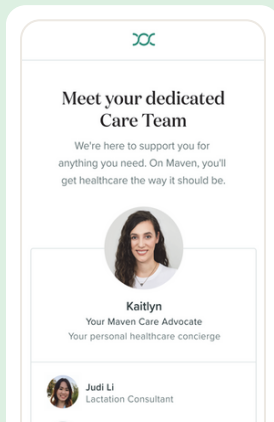 Meet your dedicated
Care Team
We're here to support you for
anything you need. On Maven, you'll
get healthcare the way it should be.
Kaitlyn
Your Maven Care Advocate
Your personal healthcare concierge
Judi Li
Lactation Consultant